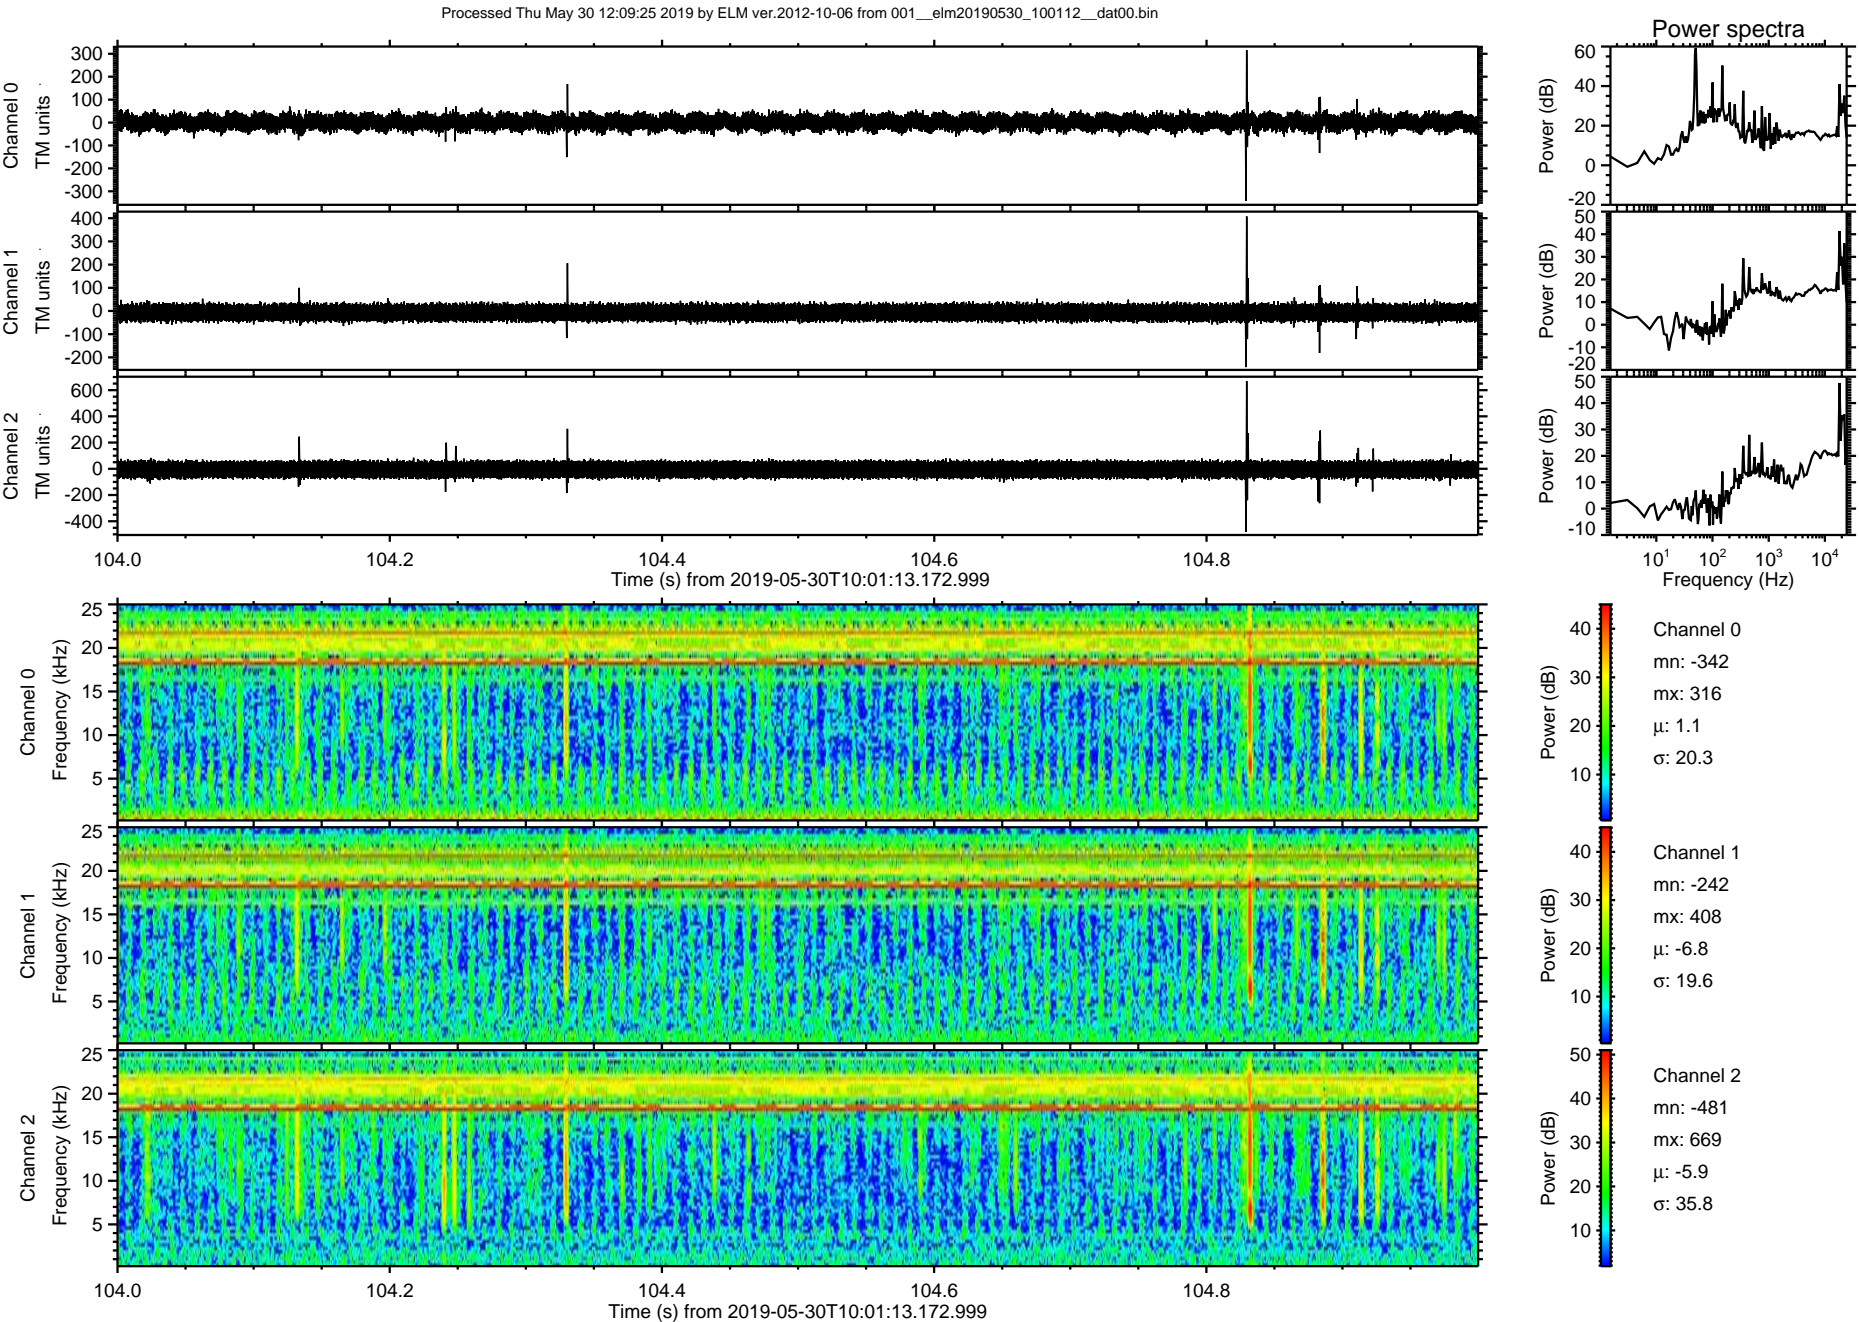 Processed Thu May 30 12:09:25 2019 by ELM ver.2012-10-06 from 001__elm20190530_100112__dat00.bin
Power spectra
Channel 0
TM units
300
200
100
0
-100
-200
-300
Power (dB)
60
40
20
0
-20
Channel 1
TM units
400
300
200
100
0
-100
-200
Power (dB)
50
40
30
20
10
0
-10
-20
Channel 2
TM units
600
400
200
0
-200
-400
Power (dB)
50
40
30
20
10
0
-10
104.0 104.2 104.4 104.6 104.8
Time (s) from 2019-05-30T10:01:13.172.999
10^1 10^2 10^3 10^4
Frequency (Hz)
Channel 0
Frequency (kHz)
25
20
15
10
5
Power (dB)
40
30
20
10
Channel 0
mn: -342
mx: 316
µ: 1.1
σ: 20.3
Channel 1
Frequency (kHz)
25
20
15
10
5
Power (dB)
40
30
20
10
Channel 1
mn: -242
mx: 408
µ: -6.8
σ: 19.6
Channel 2
Frequency (kHz)
25
20
15
10
5
Power (dB)
50
40
30
20
10
Channel 2
mn: -481
mx: 669
µ: -5.9
σ: 35.8
104.0 104.2 104.4 104.6 104.8
Time (s) from 2019-05-30T10:01:13.172.999